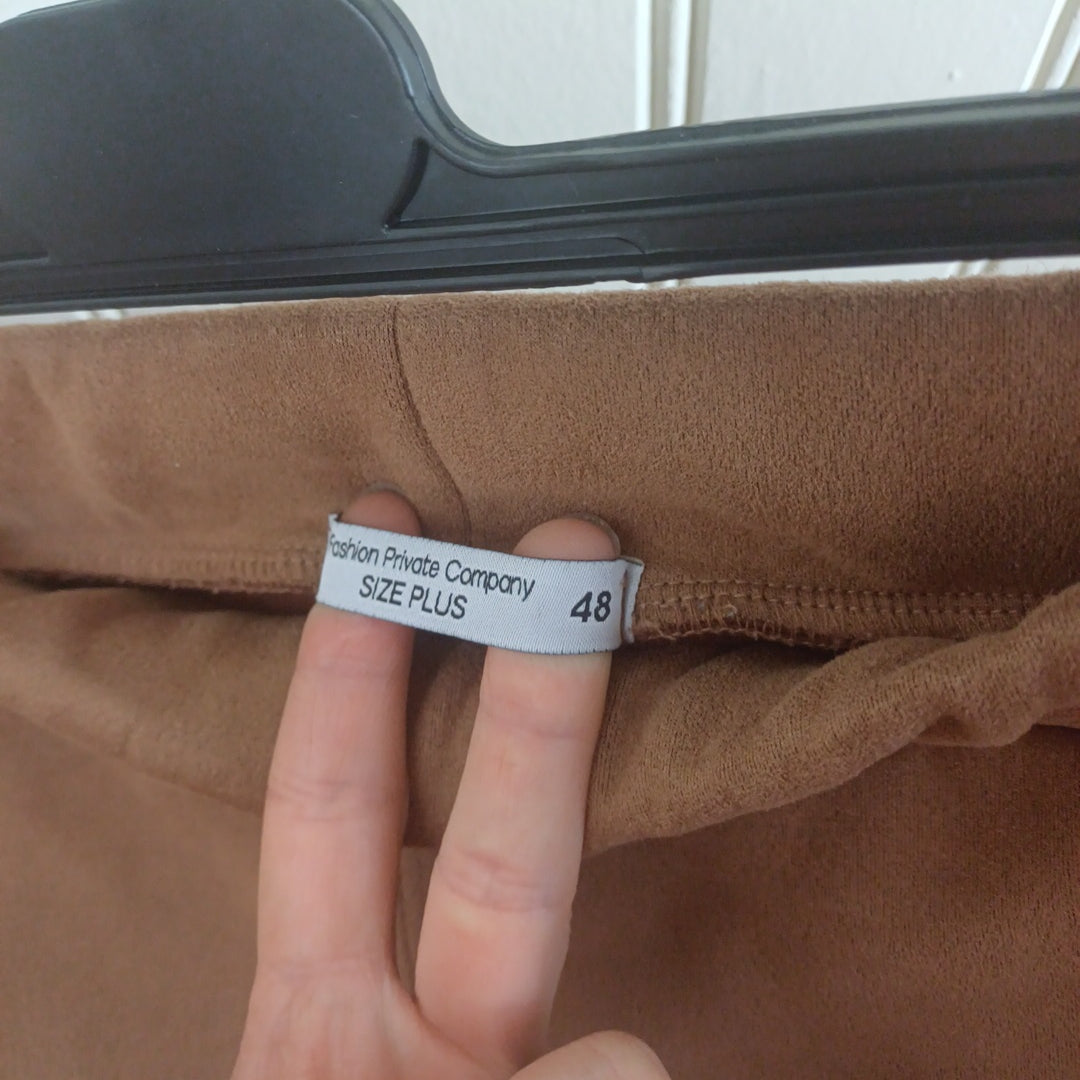 Fashion Private Company
SIZE PLUS 48